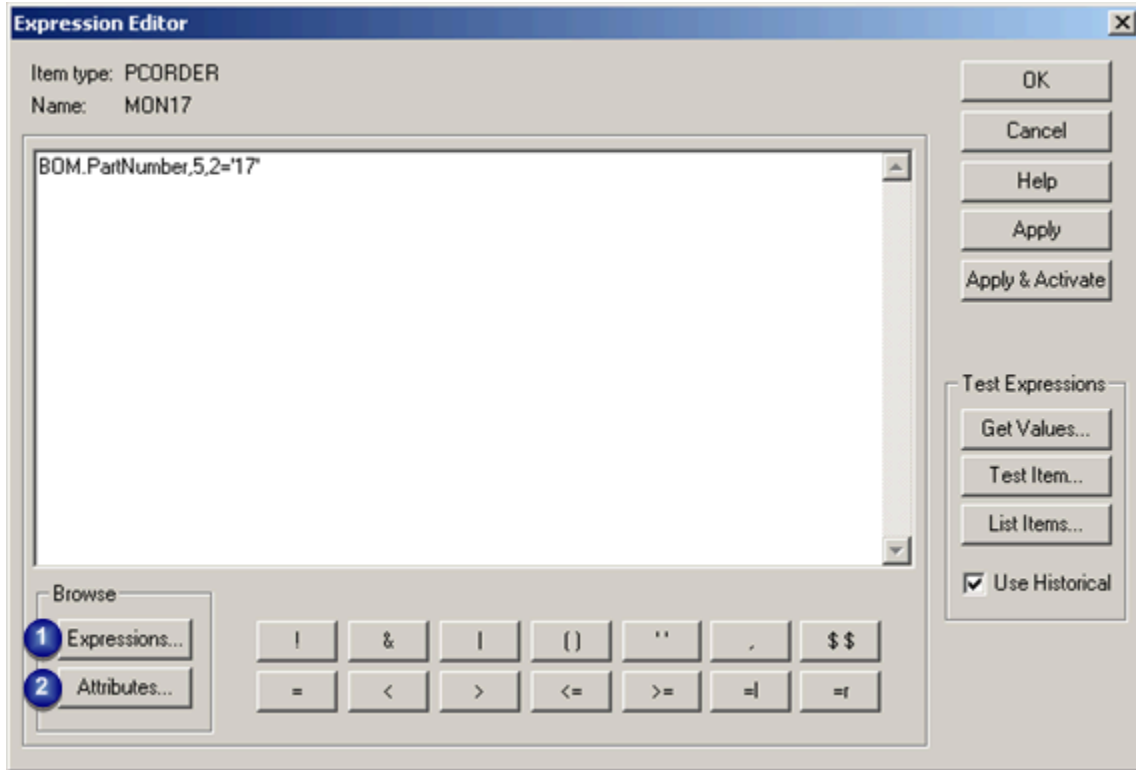 Expression Editor
Item type: PCORDER
Name: MON17
BOM.PartNumber,5,2='17'
OK
Cancel
Help
Apply
Apply & Activate
Test Expressions
Get Values...
Test Item...
List Items...
Use Historical
Browse
1 Expressions...
2 Attributes...
! & | () '' , $$
= < > <= >= =l =r